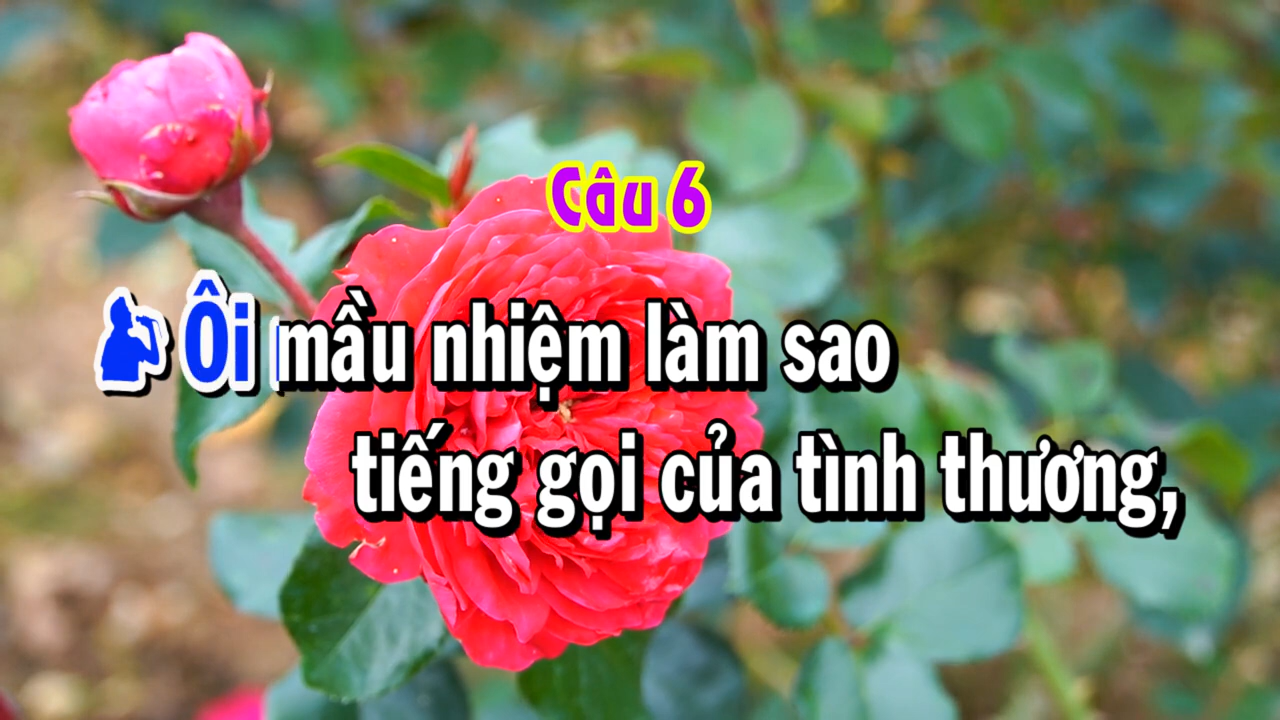 Câu 6
Ôi mầu nhiệm làm sao
tiếng gọi của tình thương,